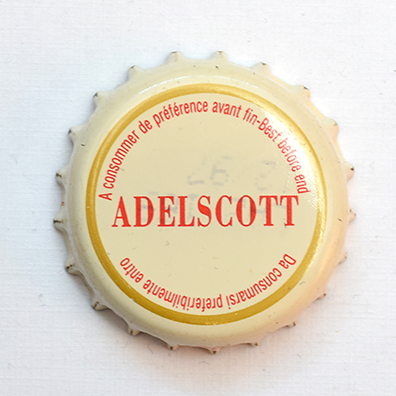 A consommer de préférence avant fin-Best before end
ADELSCOTT
Da consumarsi preferibilmente entro